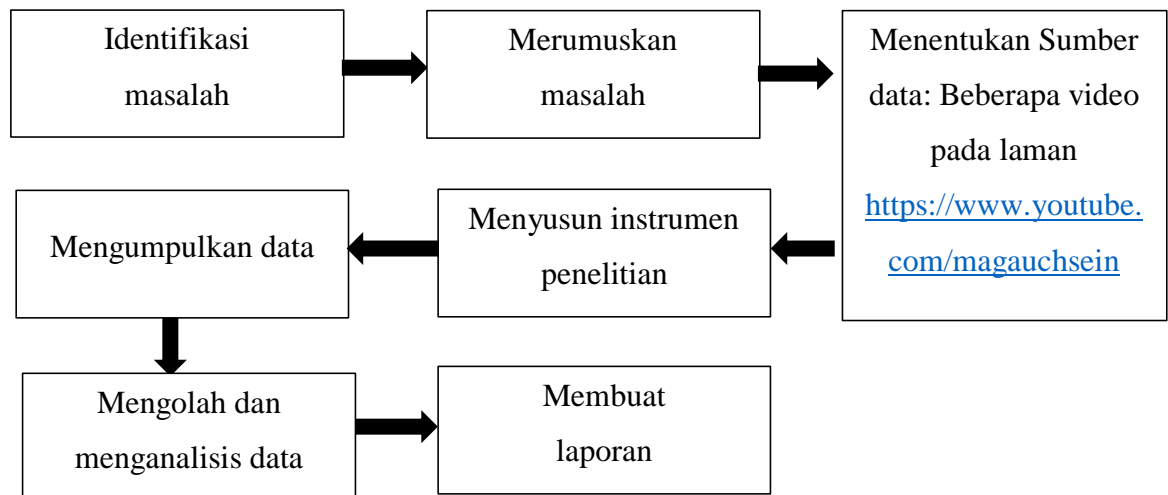 Identifikasi
masalah
Merumuskan
masalah
Menentukan Sumber
data: Beberapa video
pada laman
https://www.youtube.
com/magauchsein
Menyusun instrumen
penelitian
Mengumpulkan data
Mengolah dan
menganalisis data
Membuat
laporan